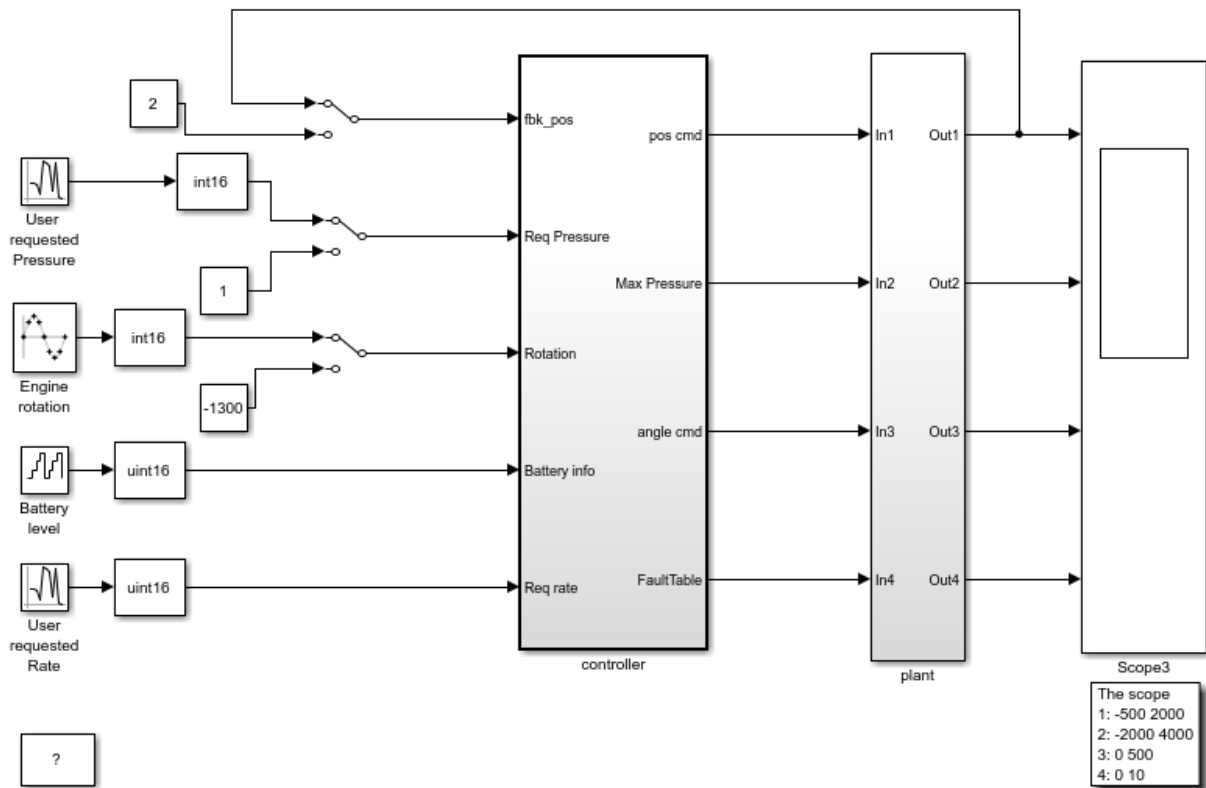 2
fbk_pos
pos cmd
In1
Out1
int16
User
requested
Pressure
Req Pressure
1
Max Pressure
In2
Out2
int16
Rotation
Engine
rotation
-1300
angle cmd
In3
Out3
uint16
Battery info
Battery
level
uint16
Req rate
FaultTable
In4
Out4
User
requested
Rate
controller
plant
Scope3
The scope
1: -500 2000
2: -2000 4000
3: 0 500
4: 0 10
?